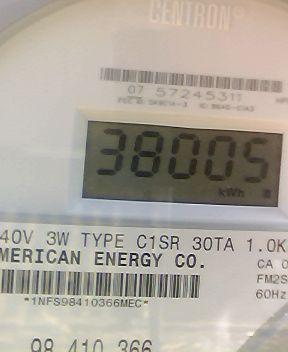 CENTRON®
07 57245311
38005
kWh
40V 3W TYPE C1SR 30TA 1.0K
MERICAN ENERGY CO.
CA 0
FM2S
*1NFS98410366MEC*
60Hz
98 410 366